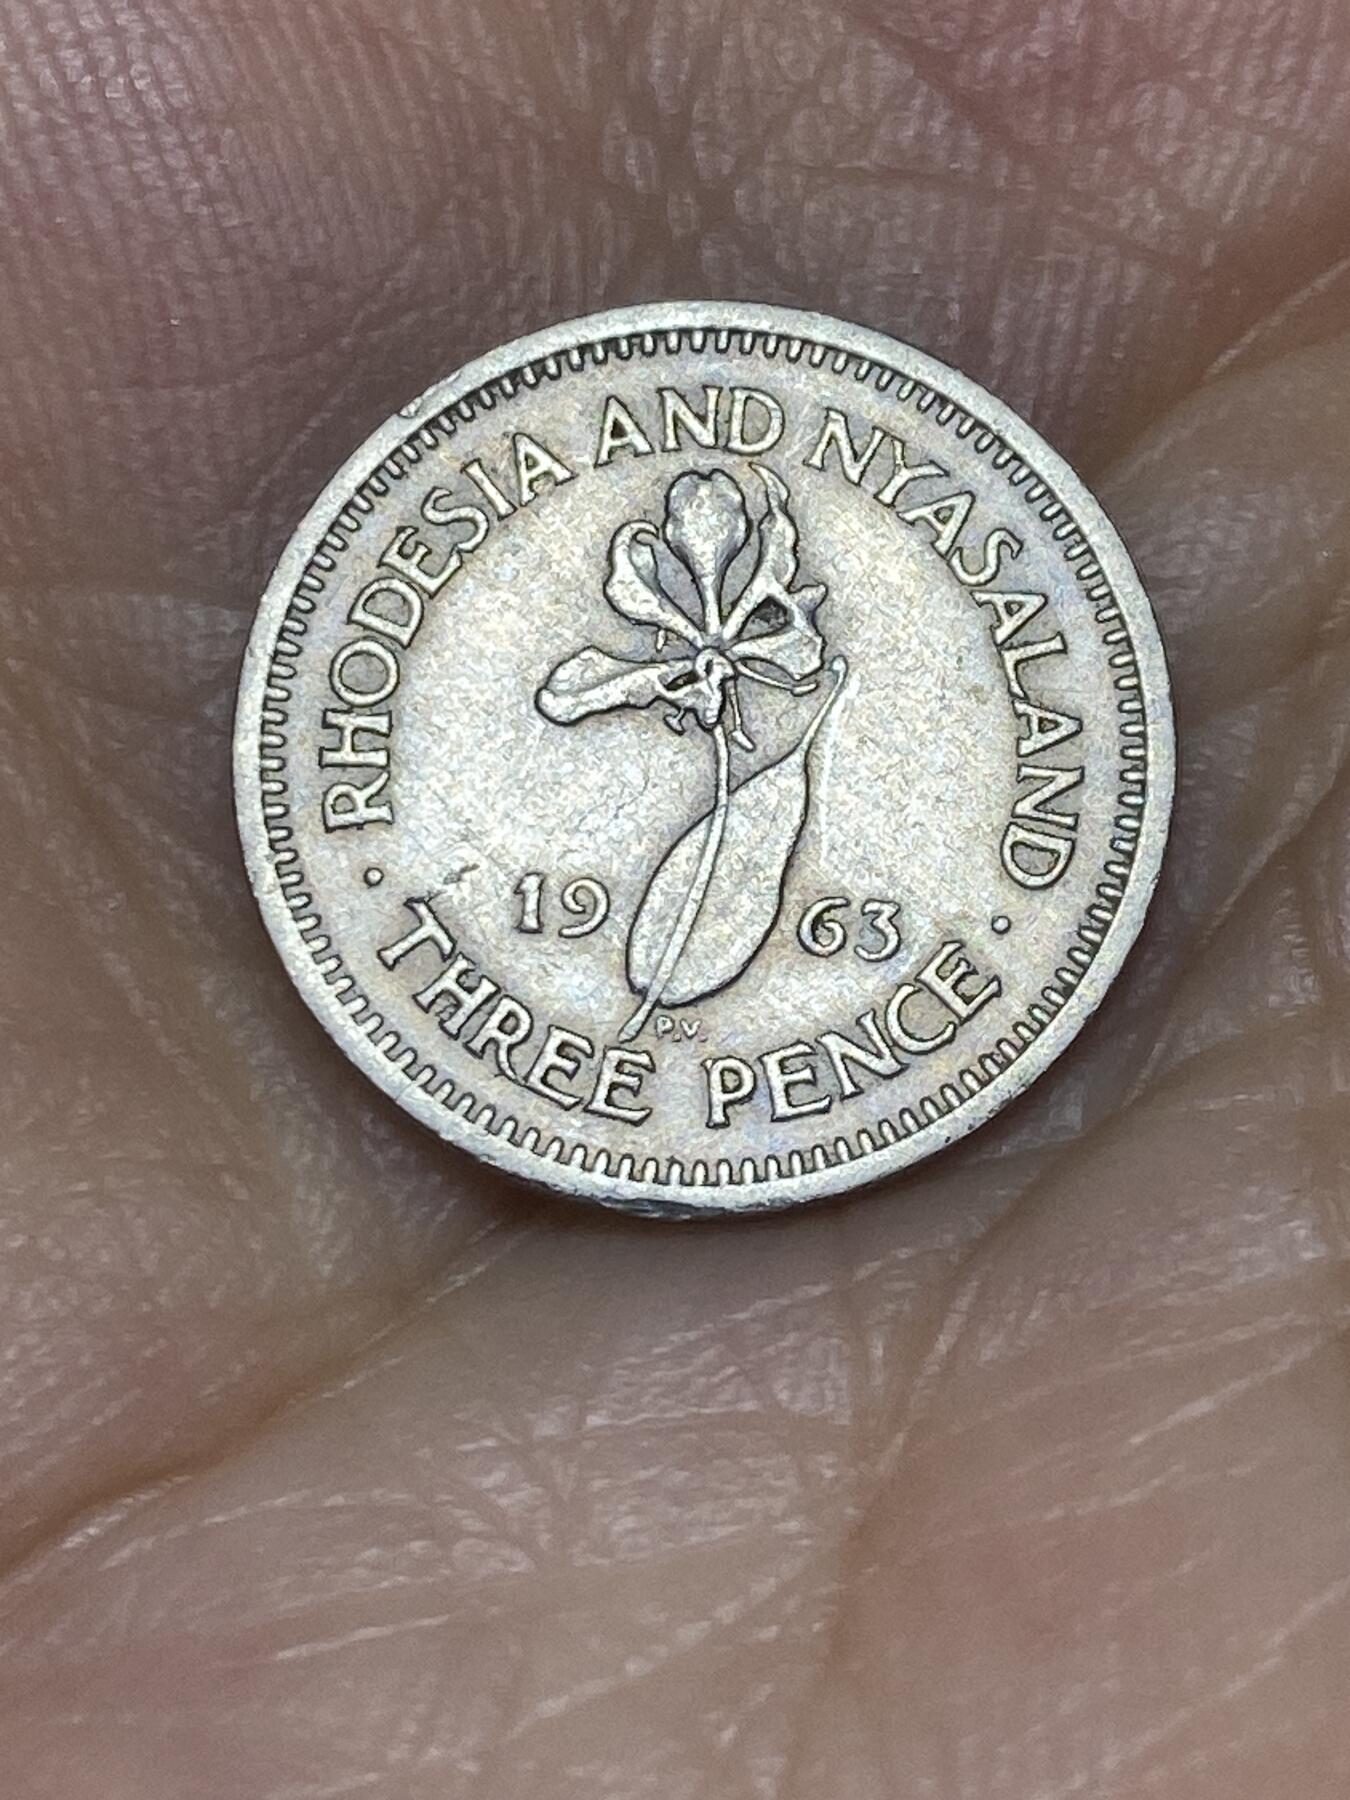 RHODESIA AND NYASALAND
19 63
P.V.
· THREE PENCE ·